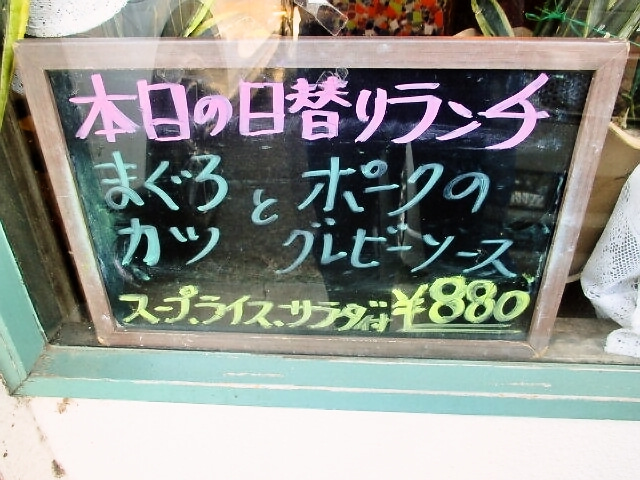 本日の日替りランチ
まぐろ と ポークの
カツ グレビーソース
スープ、ライス、サラダ付 ¥880